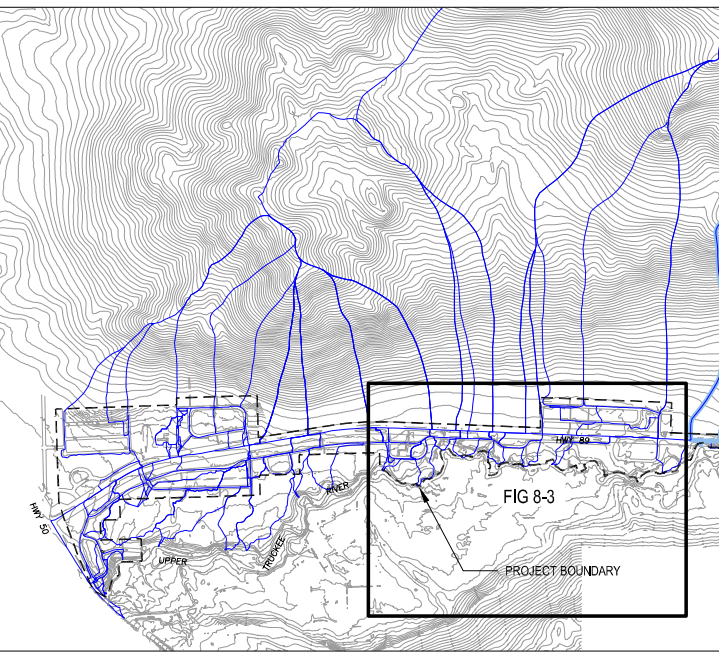 HWY 89
RIVER
FIG 8-3
HWY 50
TRUCKEE
UPPER
PROJECT BOUNDARY